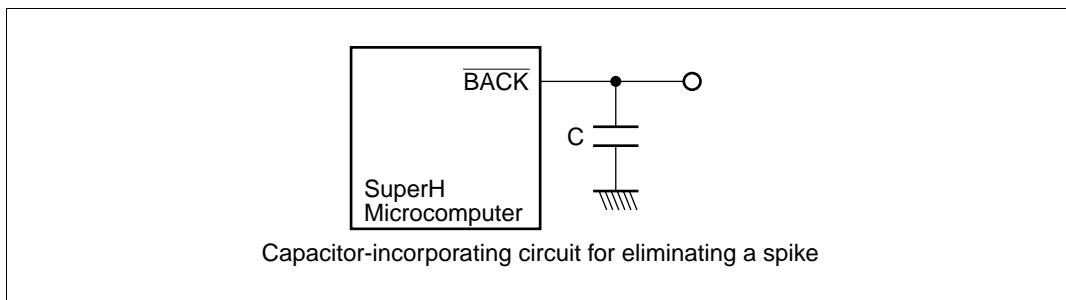 BACK
C
SuperH
Microcomputer
Capacitor-incorporating circuit for eliminating a spike